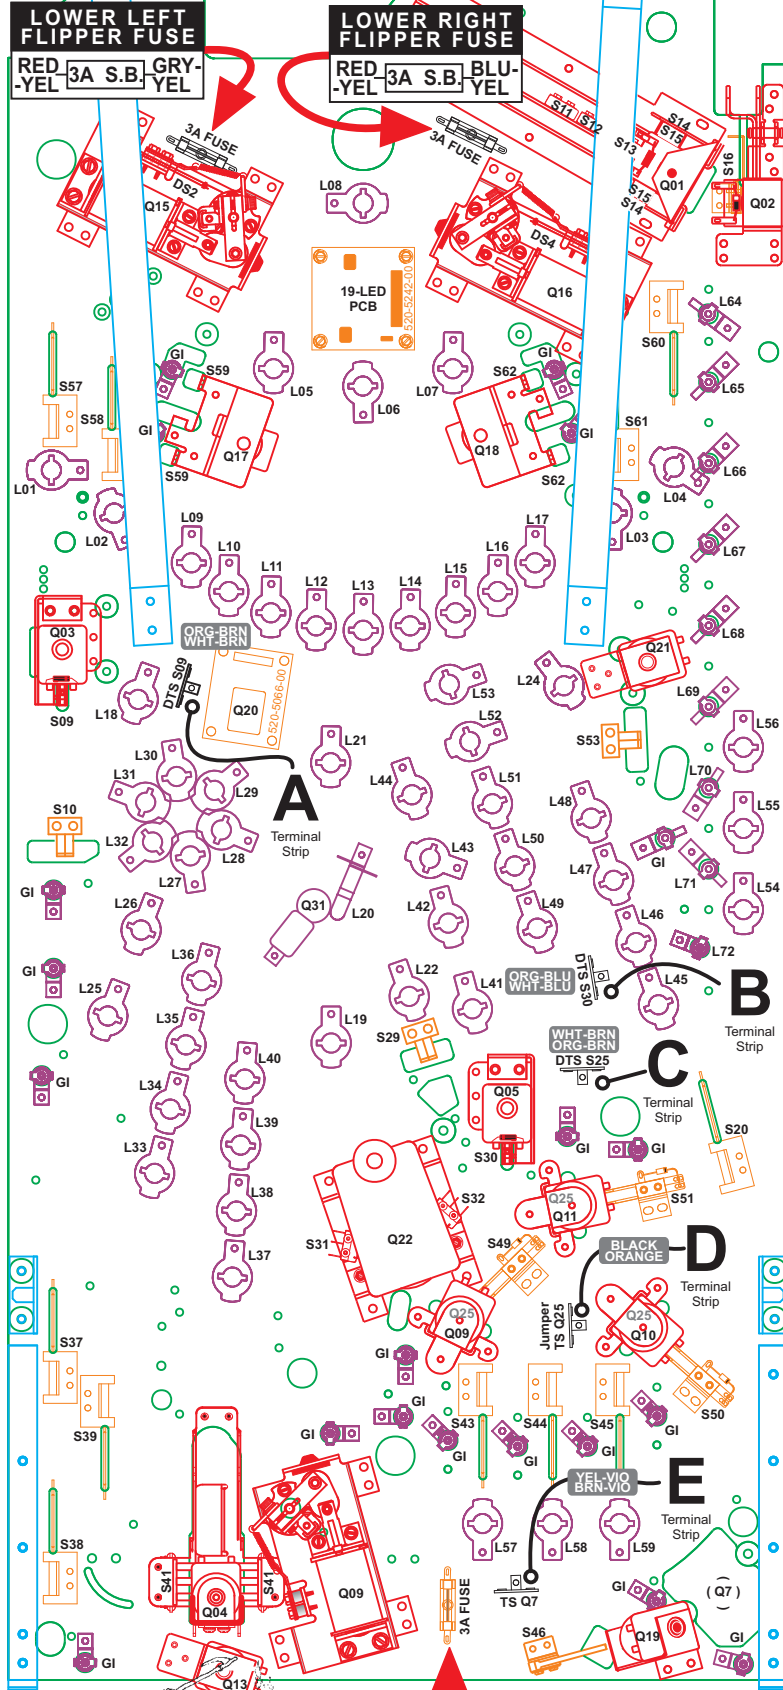 LOWER LEFT
FLIPPER FUSE
RED-
-YEL
3A S.B.
GRY-
YEL
LOWER RIGHT
FLIPPER FUSE
RED-
-YEL
3A S.B.
BLU-
YEL
3A FUSE
3A FUSE
S11
S12
S14
S15
S13
S16
Q01
Q02
S15
S14
DS2
Q15
L08
DS4
Q16
19-LED
PCB
520-5242-00
L64
S60
GI
S59
L05
L06
L07
S62
GI
L65
S57
S58
GI
Q17
S59
Q18
S62
GI
S61
L66
L01
L04
L02
L03
L09
L10
L11
L12
L13
L14
L15
L16
L17
L67
ORG-BRN
WHT-BRN
Q03
L68
Q21
S09
L18
DTS S09
Q20
520-5066-00
L53
L24
L69
L52
S53
L56
L30
L21
L31
L29
A
Terminal
Strip
L44
L51
L48
L70
S10
L32
L28
L27
L43
L50
L47
GI
L71
L55
GI
L26
Q31
L20
L42
L49
L46
L54
L72
GI
L36
L25
L22
L41
ORG-BLU
WHT-BLU
DTS S30
L45
B
Terminal
Strip
L35
L19
S29
WHT-BRN
ORG-BRN
DTS S25
C
Terminal
Strip
GI
L34
L40
Q05
L33
L39
S30
GI
GI
S20
L38
S32
Q25
Q11
S51
S31
Q22
L37
S49
BLACK
ORANGE
D
Terminal
Strip
Q25
Q09
Jumper
TS Q25
Q25
Q10
S37
GI
S50
S39
GI
GI
S43
S44
S45
GI
GI
GI
GI
YEL-VIO
BRN-VIO
E
Terminal
Strip
S38
L57
L58
L59
S41
S41
Q04
Q09
3A FUSE
TS Q7
GI
( Q7 )
GI
Q13
S46
Q19
GI